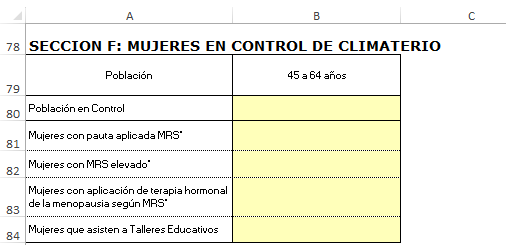 A B C
78 SECCION F: MUJERES EN CONTROL DE CLIMATERIO
79 Población 45 a 64 años
80 Población en Control
81 Mujeres con pauta aplicada MRS*
82 Mujeres con MRS elevado*
Mujeres con aplicación de terapia hormonal
83 de la menopausia según MRS*
84 Mujeres que asisten a Talleres Educativos